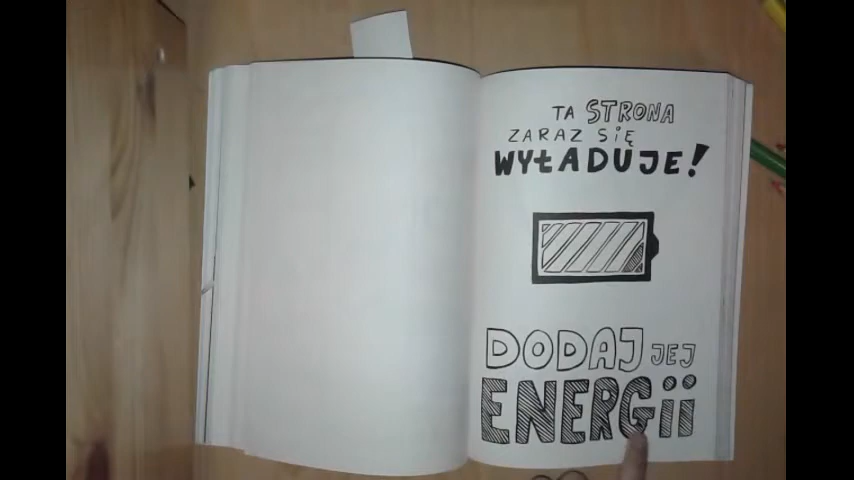 TA STRONA
ZARAZ SIĘ
WYŁADUJE!
DODAJ JEJ
ENERGii